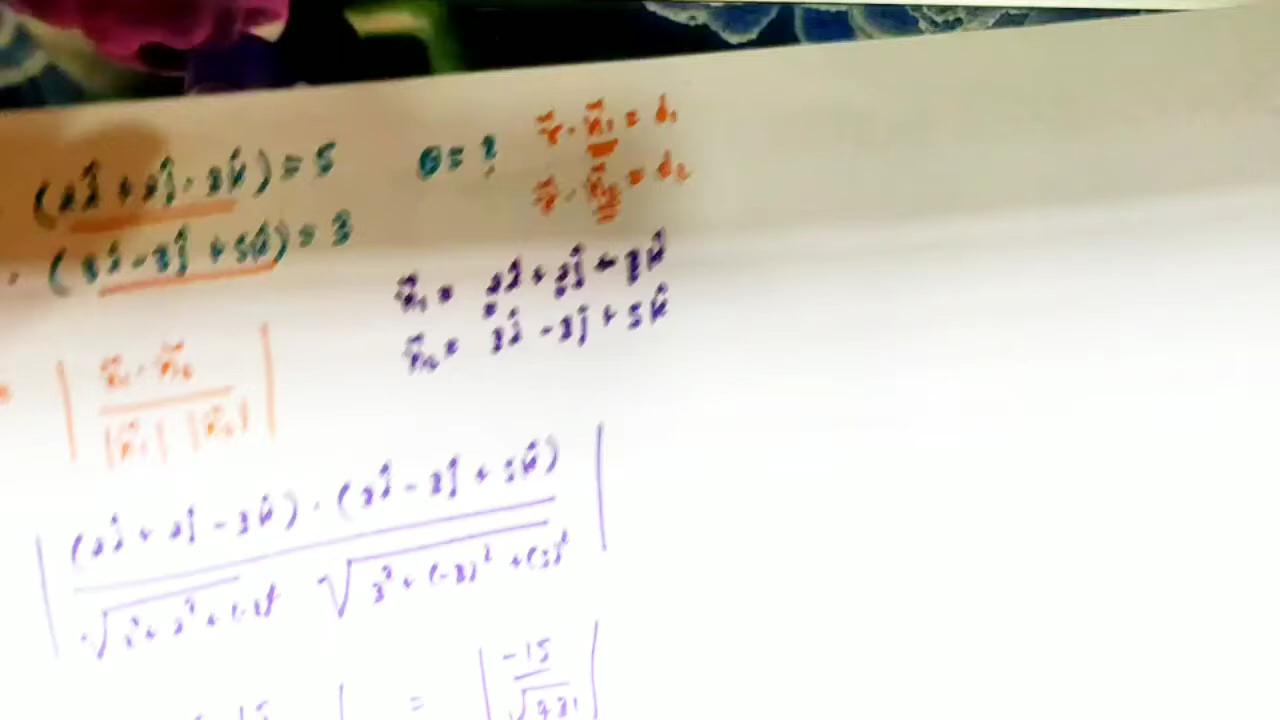 (2î + 2ĵ - 3k̂) = 5 θ = ? r⃗ · n⃗₁ = d₁
· (3î - 3ĵ + 5k̂) = 3 r⃗ · n⃗₂ = d₂
n⃗₁ = 2î + 2ĵ - 3k̂
n⃗₂ = 3î - 3ĵ + 5k̂
= | n⃗₁ · n⃗₂ / |n⃗₁| |n⃗₂| |
| (2î + 2ĵ - 3k̂) · (3î - 3ĵ + 5k̂) / √2² + 2² + (-3)² √3² + (-3)² + (5)² |
-15 | = | -15 / √731 |